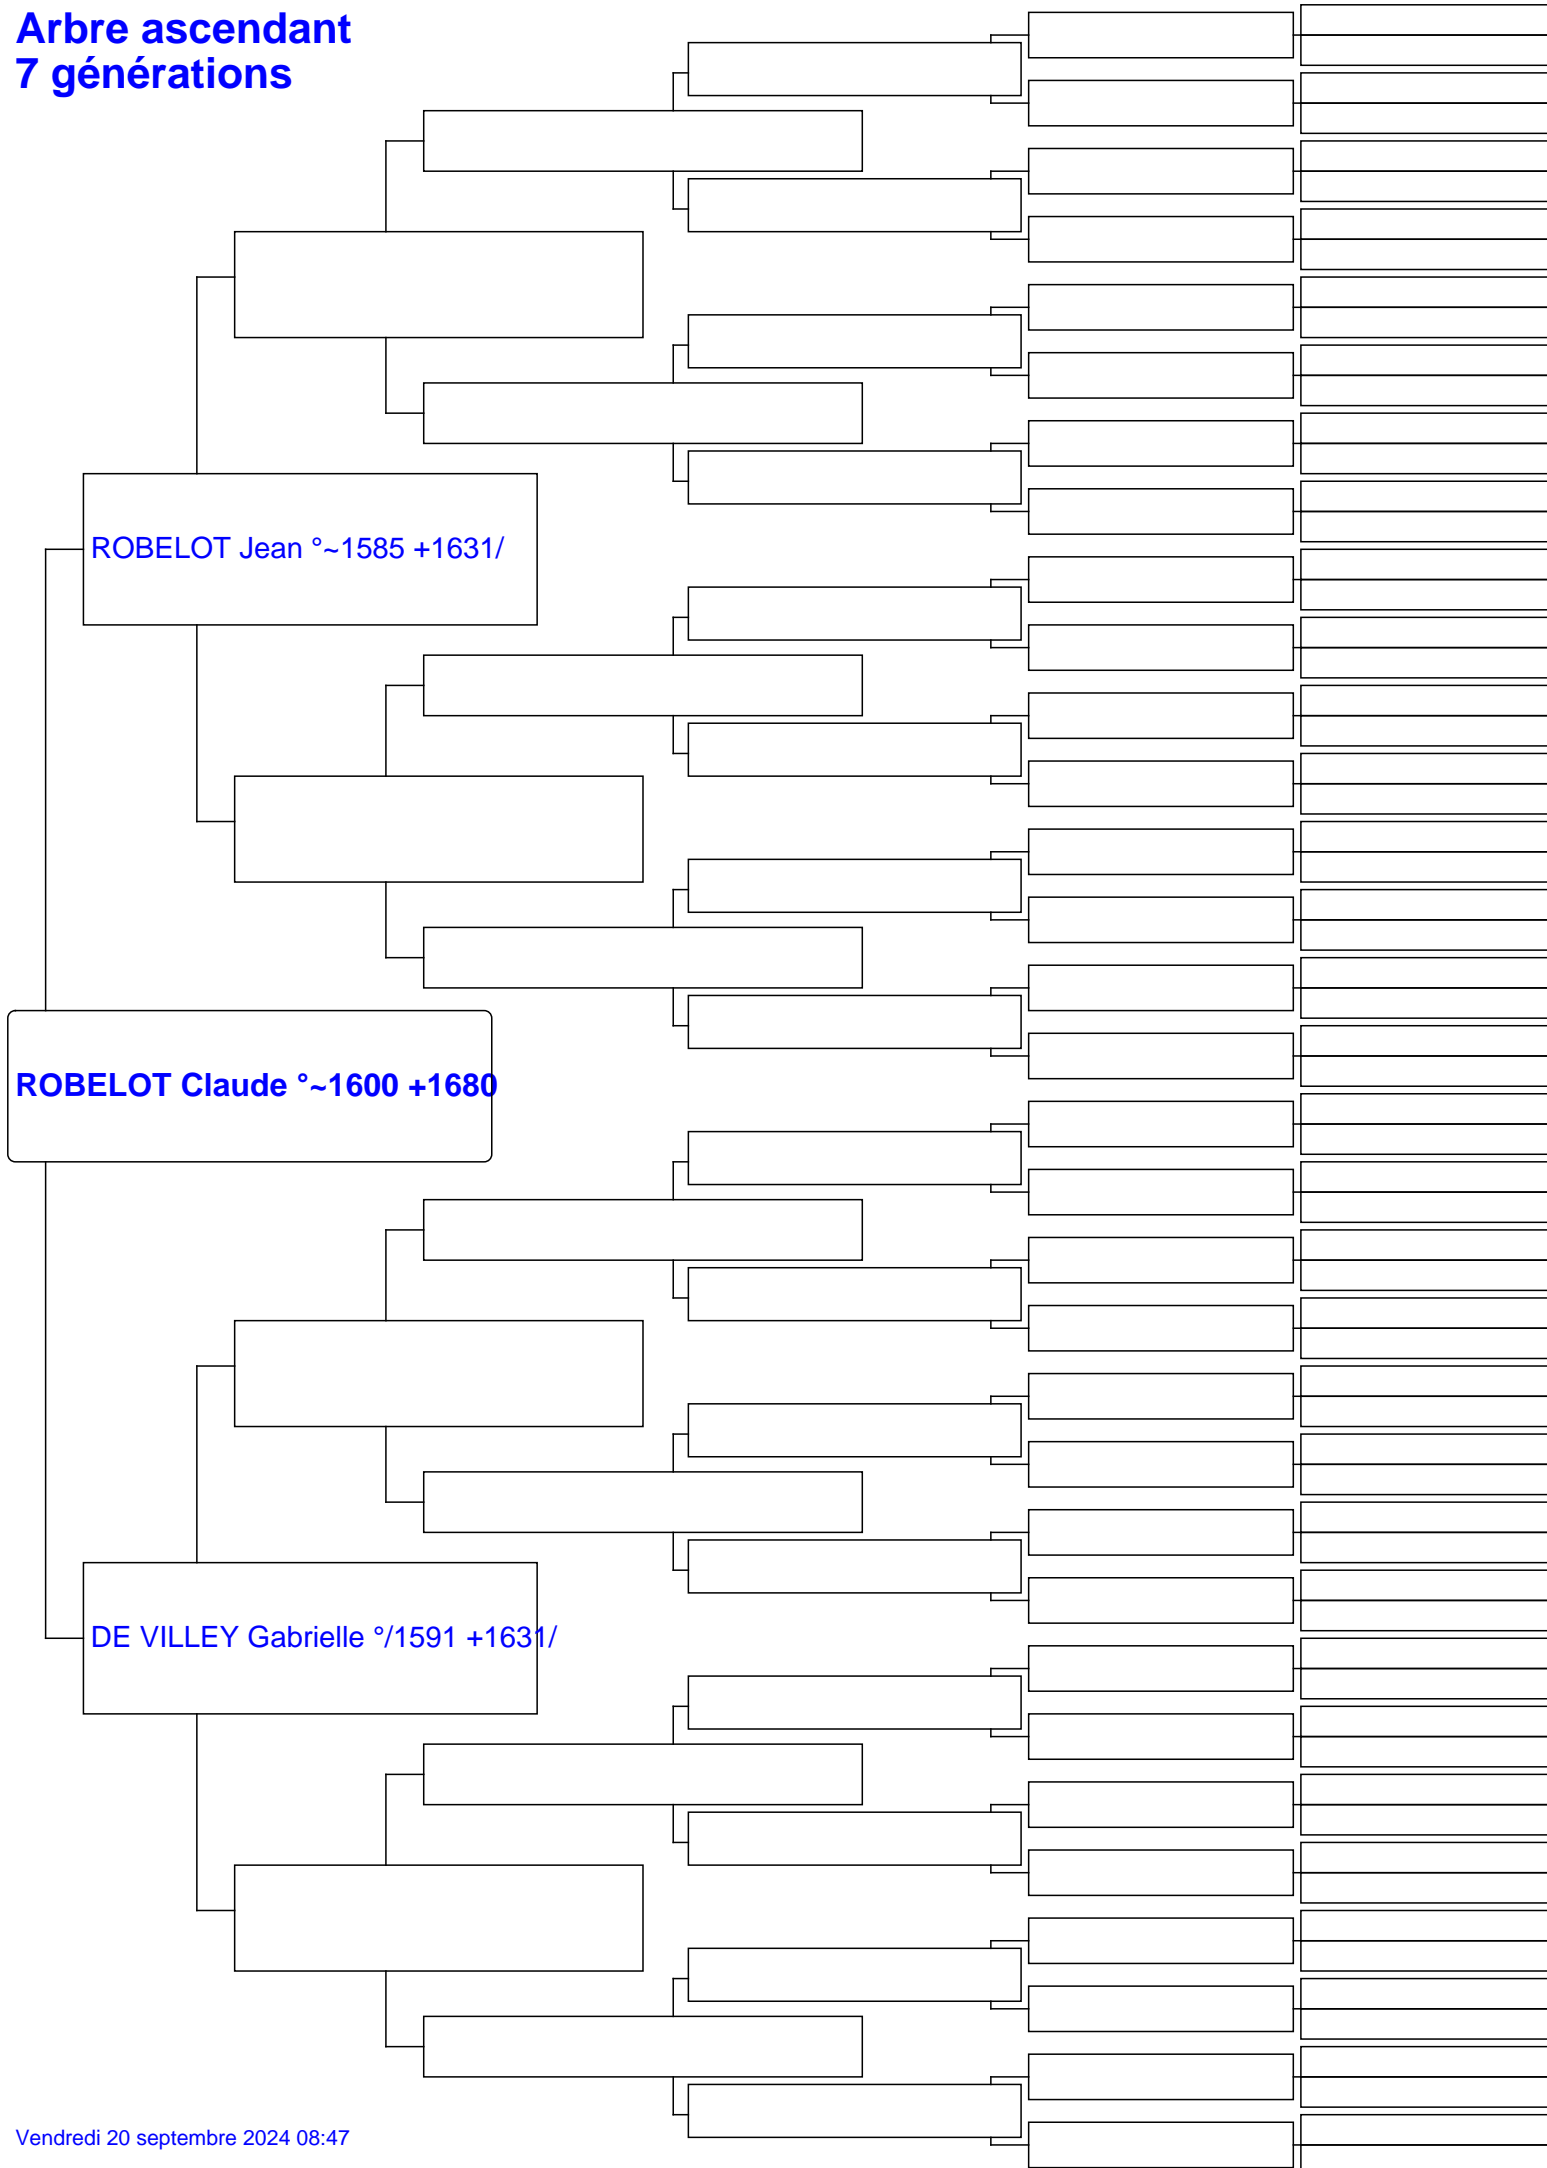 Arbre ascendant
7 générations
ROBELOT Jean °~1585 +1631/
ROBELOT Claude °~1600 +1680
DE VILLEY Gabrielle °/1591 +1631/
Vendredi 20 septembre 2024 08:47